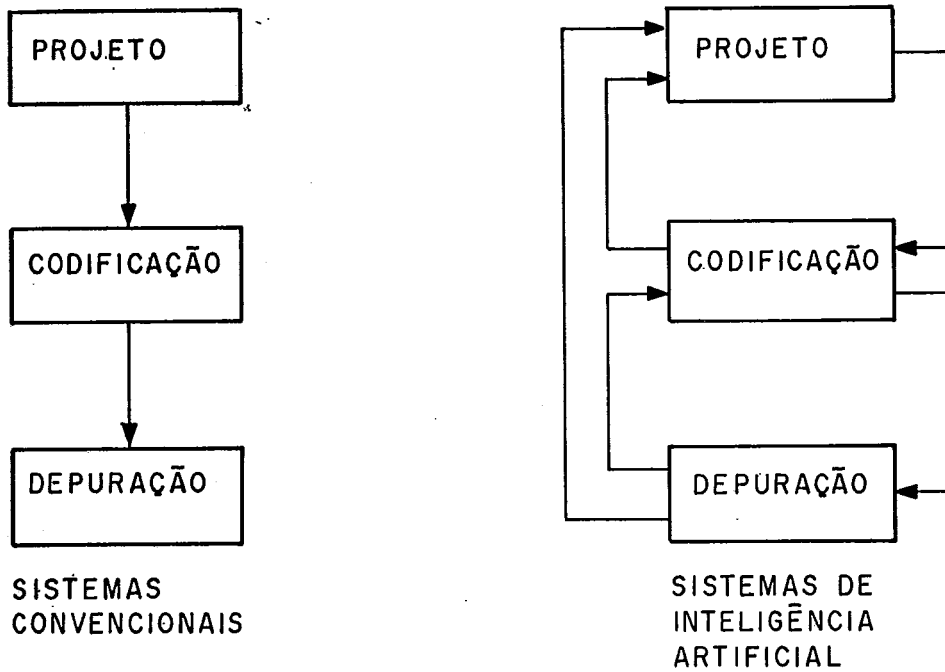 PROJETO
CODIFICAÇÃO
DEPURAÇÃO
SISTEMAS
CONVENCIONAIS
PROJETO
CODIFICAÇÃO
DEPURAÇÃO
SISTEMAS DE
INTELIGÊNCIA
ARTIFICIAL